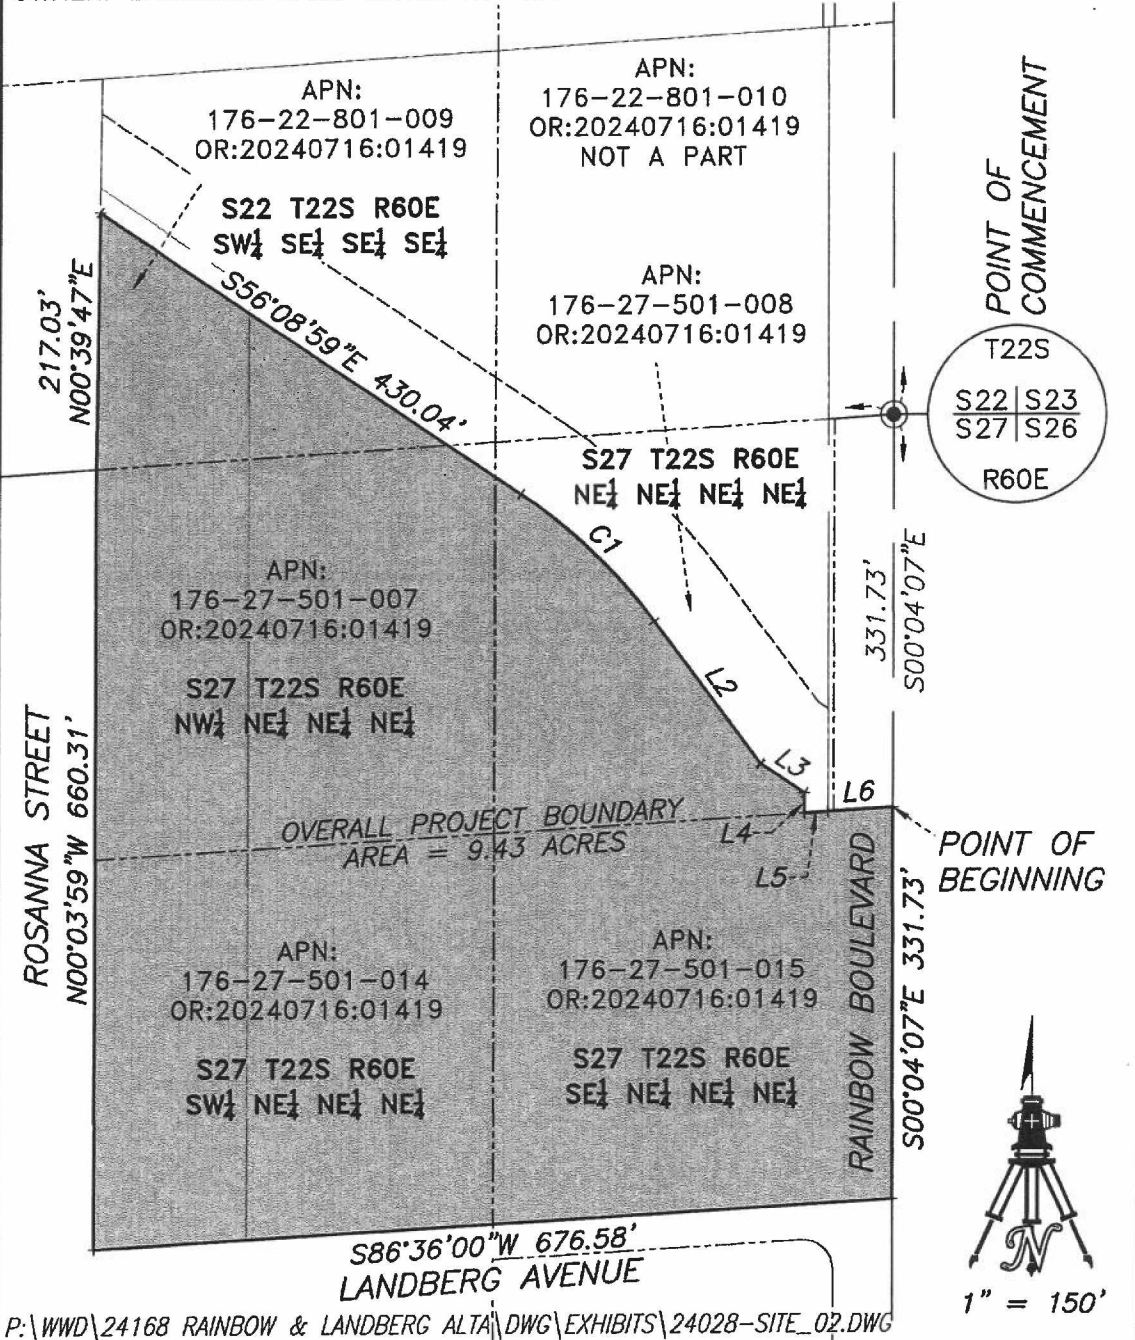 APN:
176-22-801-009
OR:20240716:01419
APN:
176-22-801-010
OR:20240716:01419
NOT A PART
POINT OF
COMMENCEMENT
S22 T22S R60E
SW¼ SE¼ SE¼ SE¼
APN:
176-27-501-008
OR:20240716:01419
217.03'
N00°39'47"E
S56°08'59"E 430.04'
T22S
S22 S23
S27 S26
R60E
S27 T22S R60E
NE¼ NE¼ NE¼ NE¼
C1
331.73'
S00°04'07"E
APN:
176-27-501-007
OR:20240716:01419
S27 T22S R60E
NW¼ NE¼ NE¼ NE¼
L2
L3
L6
L4
L5
OVERALL PROJECT BOUNDARY
AREA = 9.43 ACRES
POINT OF
BEGINNING
ROSANNA STREET
N00°03'59"W 660.31'
APN:
176-27-501-014
OR:20240716:01419
S27 T22S R60E
SW¼ NE¼ NE¼ NE¼
APN:
176-27-501-015
OR:20240716:01419
S27 T22S R60E
SE¼ NE¼ NE¼ NE¼
RAINBOW BOULEVARD
S00°04'07"E 331.73'
S86°36'00"W 676.58'
LANDBERG AVENUE
N
1" = 150'
P:\WWD\24168 RAINBOW & LANDBERG ALTA\DWG\EXHIBITS\24028-SITE_02.DWG